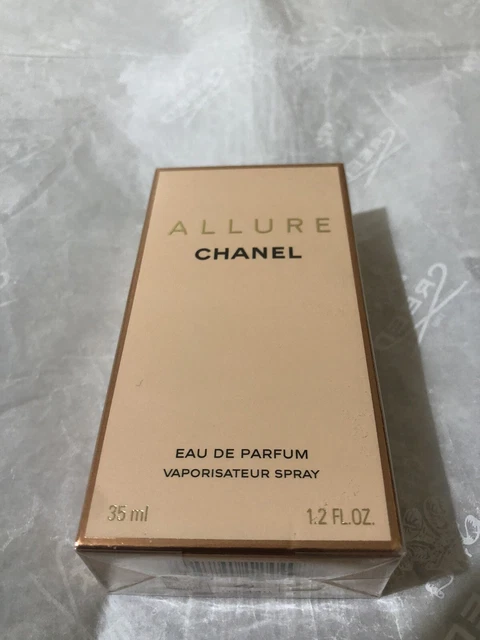 ALLURE
CHANEL
EAU DE PARFUM
VAPORISATEUR SPRAY
35 ml 1.2 FL.OZ.